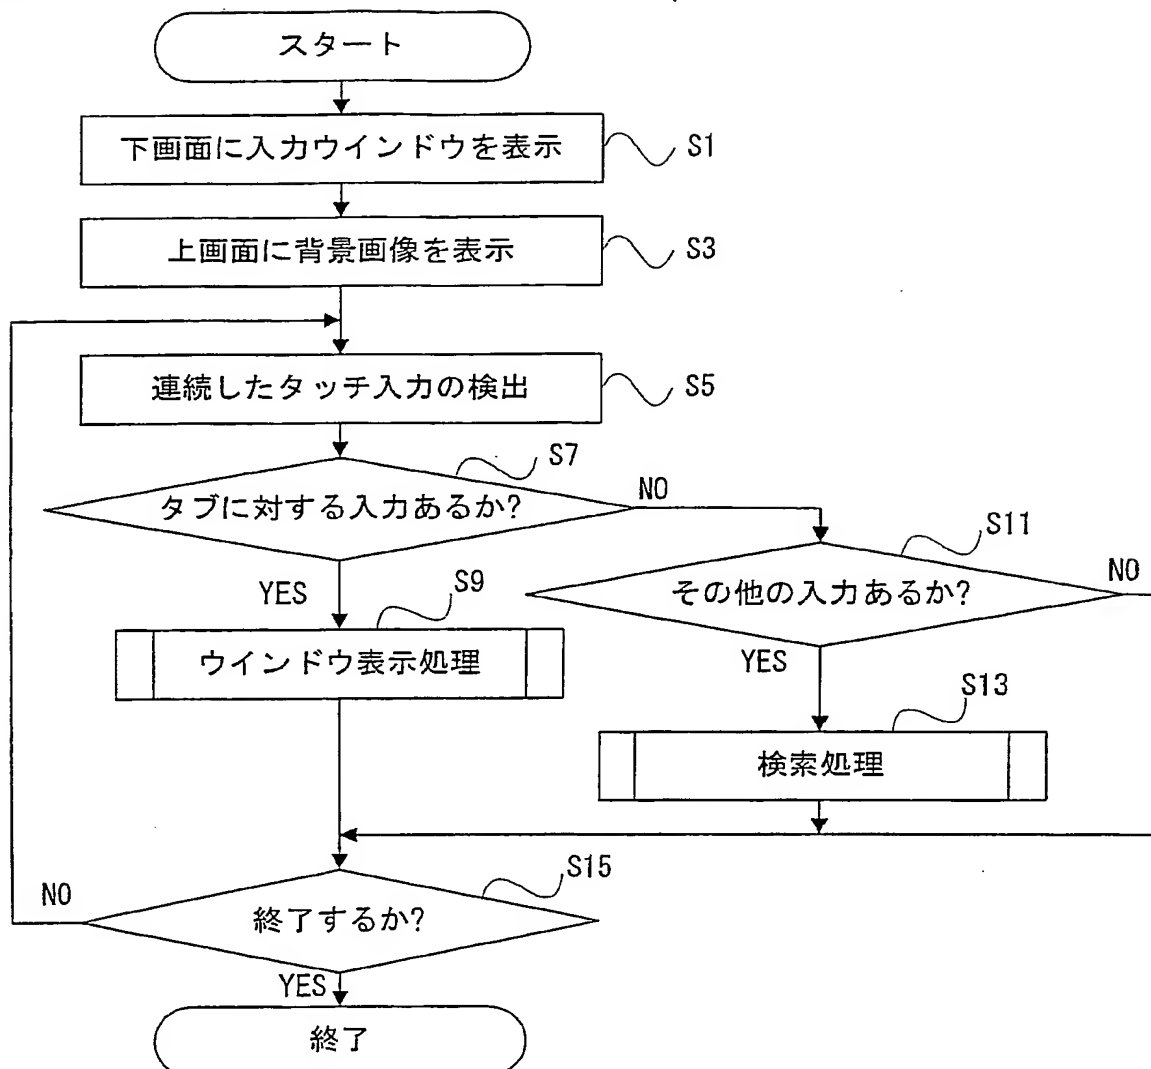 スタート
下画面に入力ウインドウを表示
S1
上画面に背景画像を表示
S3
連続したタッチ入力の検出
S5
S7
タブに対する入力あるか?
NO
S11
その他の入力あるか?
NO
YES
S9
ウインドウ表示処理
YES
S13
検索処理
S15
NO
終了するか?
YES
終了